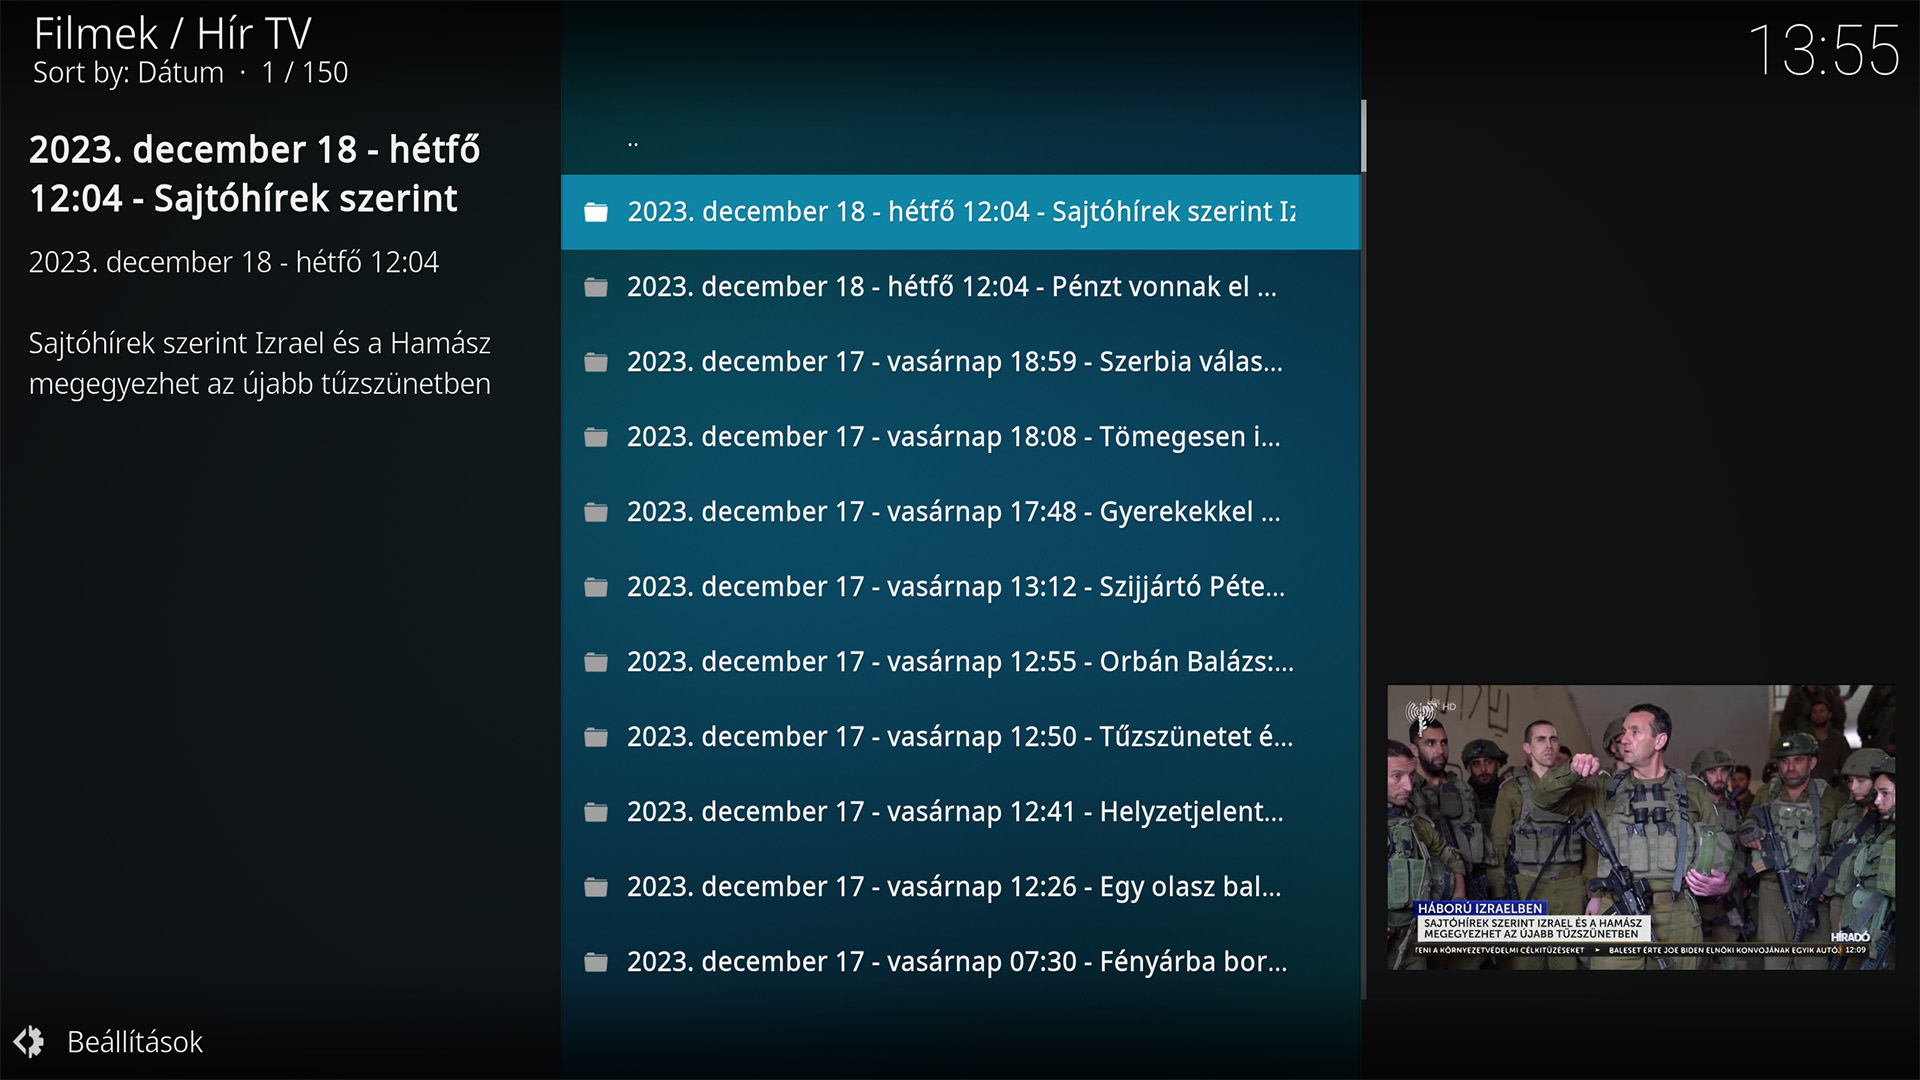 Filmek / Hír TV
Sort by: Dátum · 1 / 150
13:55
2023. december 18 - hétfő
12:04 - Sajtóhírek szerint
2023. december 18 - hétfő 12:04
Sajtóhírek szerint Izrael és a Hamász
megegyezhet az újabb tűzszünetben
..
2023. december 18 - hétfő 12:04 - Sajtóhírek szerint Iz
2023. december 18 - hétfő 12:04 - Pénzt vonnak el ...
2023. december 17 - vasárnap 18:59 - Szerbia válas...
2023. december 17 - vasárnap 18:08 - Tömegesen i...
2023. december 17 - vasárnap 17:48 - Gyerekekkel ...
2023. december 17 - vasárnap 13:12 - Szijjártó Péte...
2023. december 17 - vasárnap 12:55 - Orbán Balázs:...
2023. december 17 - vasárnap 12:50 - Tűzszünetet é...
2023. december 17 - vasárnap 12:41 - Helyzetjelent...
2023. december 17 - vasárnap 12:26 - Egy olasz bal...
2023. december 17 - vasárnap 07:30 - Fényárba bor...
HD
HÁBORÚ IZRAELBEN
SAJTÓHÍREK SZERINT IZRAEL ÉS A HAMÁSZ
MEGEGYEZHET AZ ÚJABB TŰZSZÜNETBEN
HÍRADÓ
TENI A KÖRNYEZETVÉDELMI CÉLKITŰZÉSEKET ► BALESET ÉRTE JOE BIDEN ELNÖKI KONVOJÁNAK EGYIK AUTÓJ 12:09
Beállítások